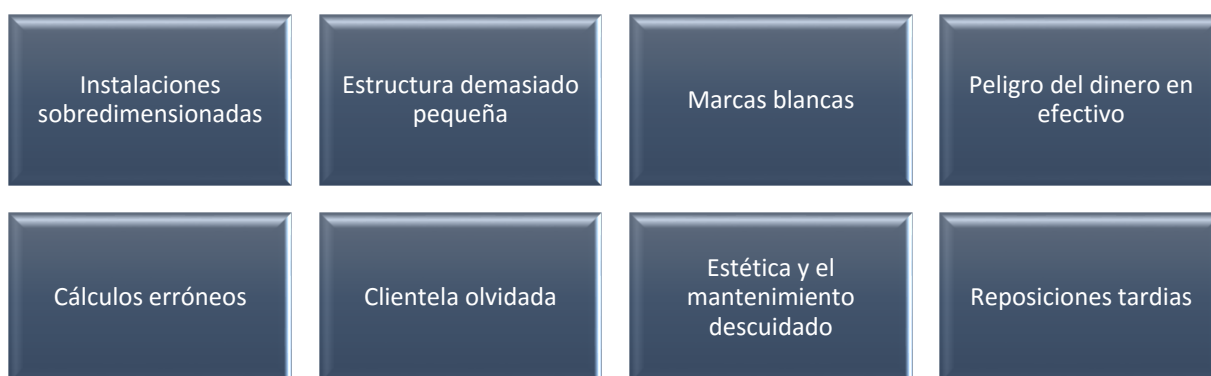 Instalaciones
sobredimensionadas
Estructura demasiado
pequeña
Marcas blancas
Peligro del dinero en
efectivo
Cálculos erróneos
Clientela olvidada
Estética y el
mantenimiento
descuidado
Reposiciones tardias